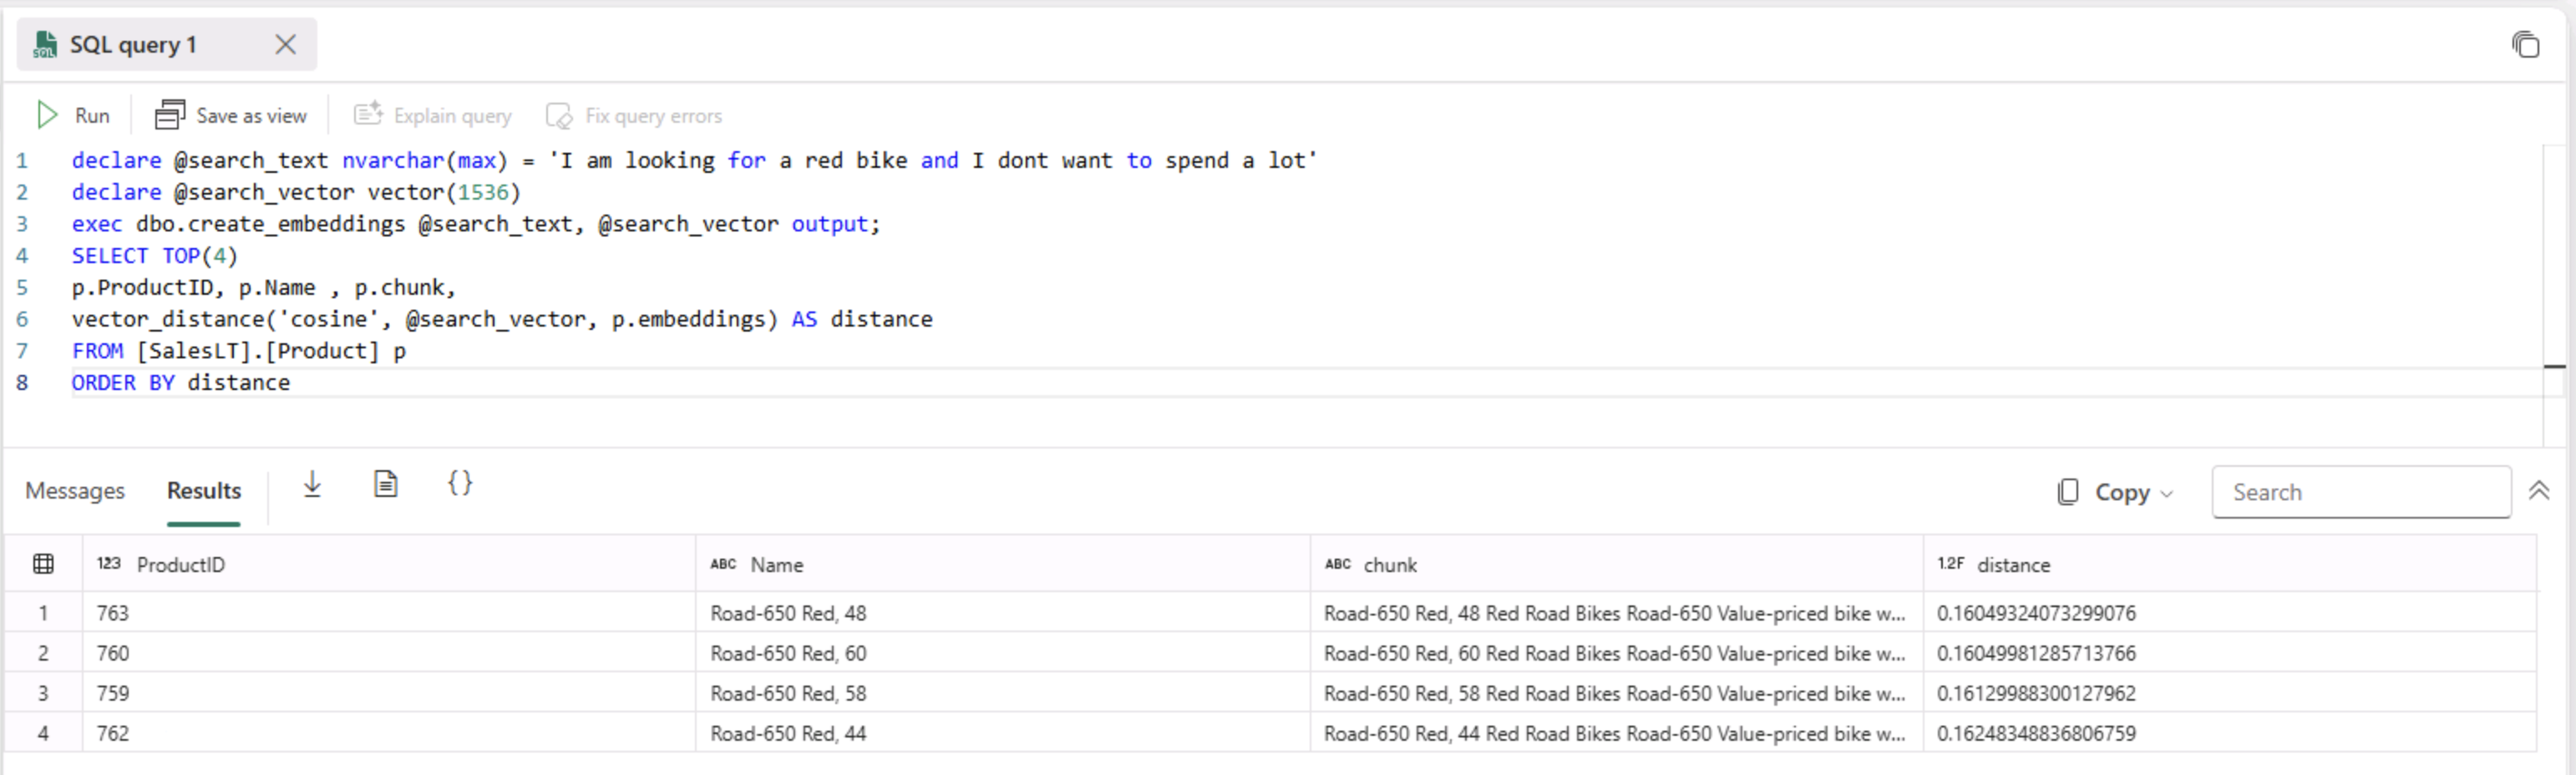 SQL query 1
Run Save as view Explain query Fix query errors
1 declare @search_text nvarchar(max) = 'I am looking for a red bike and I dont want to spend a lot'
2 declare @search_vector vector(1536)
3 exec dbo.create_embeddings @search_text, @search_vector output;
4 SELECT TOP(4)
5 p.ProductID, p.Name , p.chunk,
6 vector_distance('cosine', @search_vector, p.embeddings) AS distance
7 FROM [SalesLT].[Product] p
8 ORDER BY distance
Messages Results {} Copy Search
123 ProductID ABC Name ABC chunk 1.2F distance
1 763 Road-650 Red, 48 Road-650 Red, 48 Red Road Bikes Road-650 Value-priced bike w... 0.16049324073299076
2 760 Road-650 Red, 60 Road-650 Red, 60 Red Road Bikes Road-650 Value-priced bike w... 0.16049981285713766
3 759 Road-650 Red, 58 Road-650 Red, 58 Red Road Bikes Road-650 Value-priced bike w... 0.16129988300127962
4 762 Road-650 Red, 44 Road-650 Red, 44 Red Road Bikes Road-650 Value-priced bike w... 0.16248348836806759